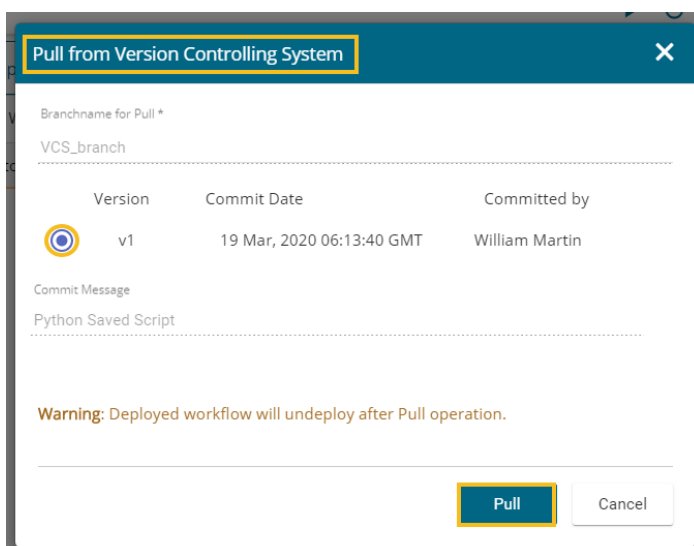 Pull from Version Controlling System
Branchname for Pull *
VCS_branch
Version Commit Date Committed by
v1 19 Mar, 2020 06:13:40 GMT William Martin
Commit Message
Python Saved Script
Warning: Deployed workflow will undeploy after Pull operation.
Pull Cancel